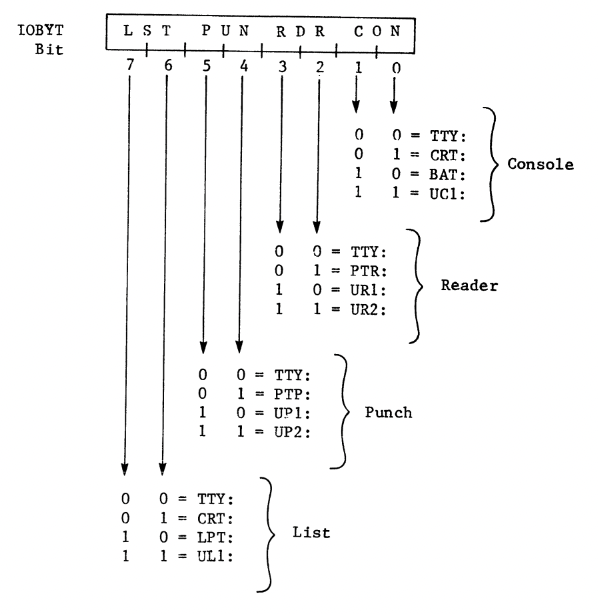 IOBYT L S T P U N R D R C O N
Bit 7 6 5 4 3 2 1 0
0 0 = TTY:
0 1 = CRT:
1 0 = BAT:
1 1 = UC1:
Console
0 0 = TTY:
0 1 = PTR:
1 0 = UR1:
1 1 = UR2:
Reader
0 0 = TTY:
0 1 = PTP:
1 0 = UP1:
1 1 = UP2:
Punch
0 0 = TTY:
0 1 = CRT:
1 0 = LPT:
1 1 = UL1:
List